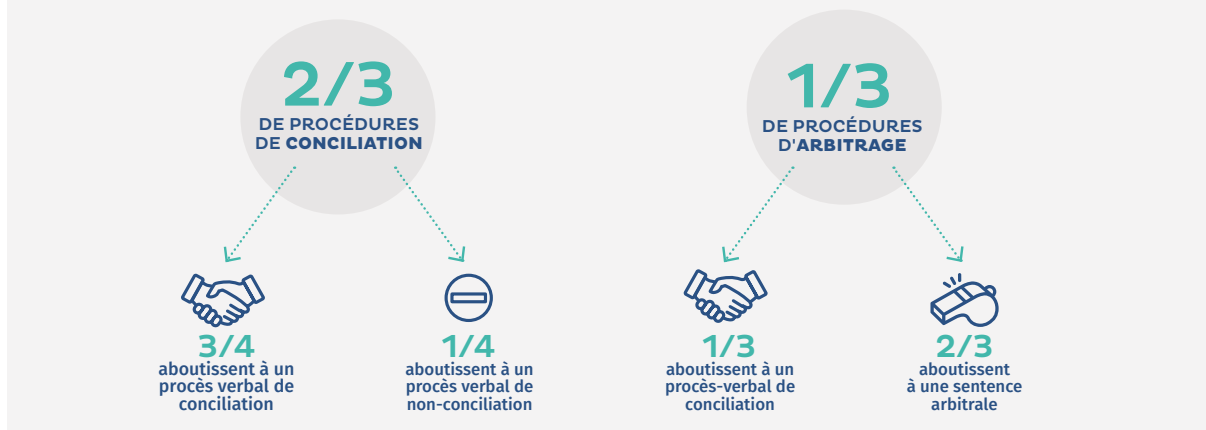 2/3
DE PROCÉDURES
DE CONCILIATION
3/4
aboutissent à un
procès verbal de
conciliation
1/4
aboutissent à un
procès verbal de
non-conciliation
1/3
DE PROCÉDURES
D'ARBITRAGE
1/3
aboutissent à un
procès-verbal de
conciliation
2/3
aboutissent
à une sentence
arbitrale